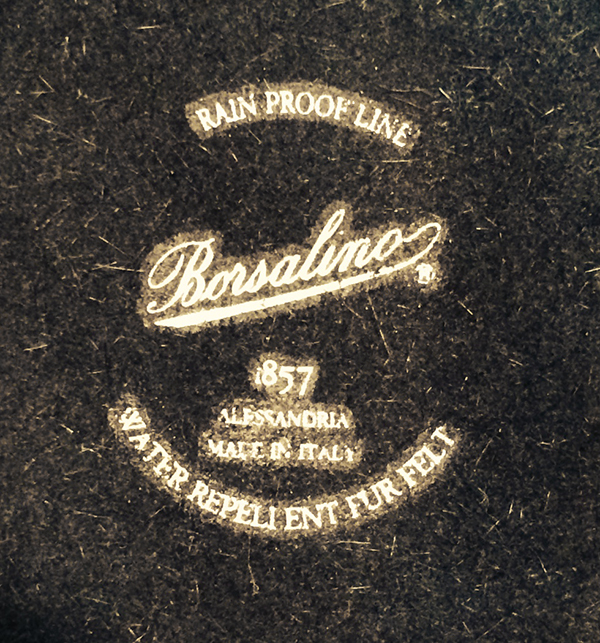 RAIN PROOF LINE
Borsalino ®
1857
ALESSANDRIA
MADE IN ITALY
WATER REPELLENT FUR FELT